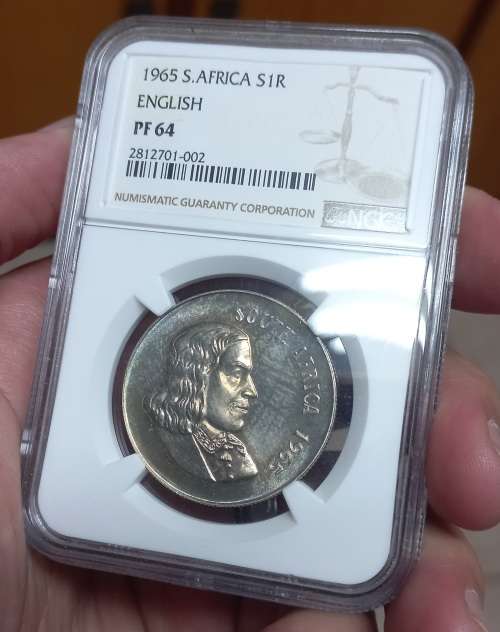 1965 S.AFRICA S1R
ENGLISH
PF 64
2812701-002
NUMISMATIC GUARANTY CORPORATION
NGC
SOUTH AFRICA 1965